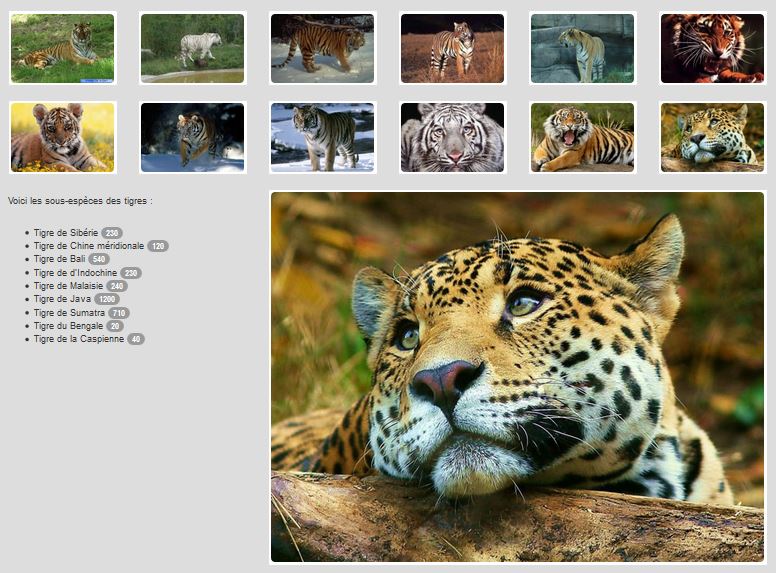 Voici les sous-espèces des tigres :
Tigre de Sibérie 230
Tigre de Chine méridionale 120
Tigre de Bali 540
Tigre de d'Indochine 230
Tigre de Malaisie 240
Tigre de Java 1200
Tigre de Sumatra 710
Tigre du Bengale 20
Tigre de la Caspienne 40